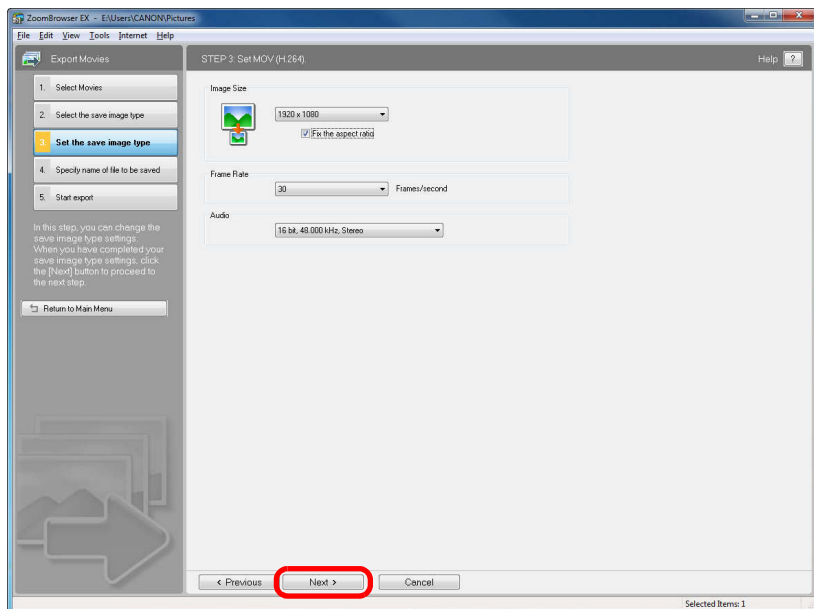 ZoomBrowser EX - E:\Users\CANON\Pictures
File Edit View Tools Internet Help
Export Movies
STEP 3: Set MOV (H.264).
Help ?
1. Select Movies
2. Select the save image type
3. Set the save image type
4. Specify name of file to be saved
5. Start export
In this step, you can change the
save image type settings.
When you have completed your
save image type settings, click
the [Next] button to proceed to
the next step.
Return to Main Menu
Image Size
1920 x 1080
Fix the aspect ratio
Frame Rate
30 Frames/second
Audio
16 bit, 48.000 kHz, Stereo
< Previous Next > Cancel
Selected Items: 1